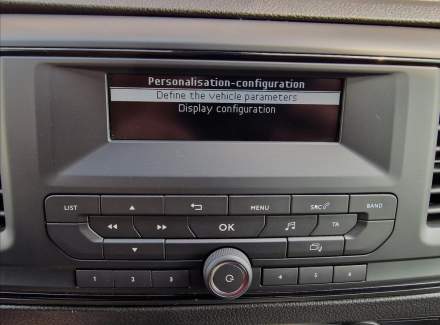 Personalisation-configuration
Define the vehicle parameters
Display configuration
LIST MENU SRC BAND
OK TA
1 2 3 4 5 6